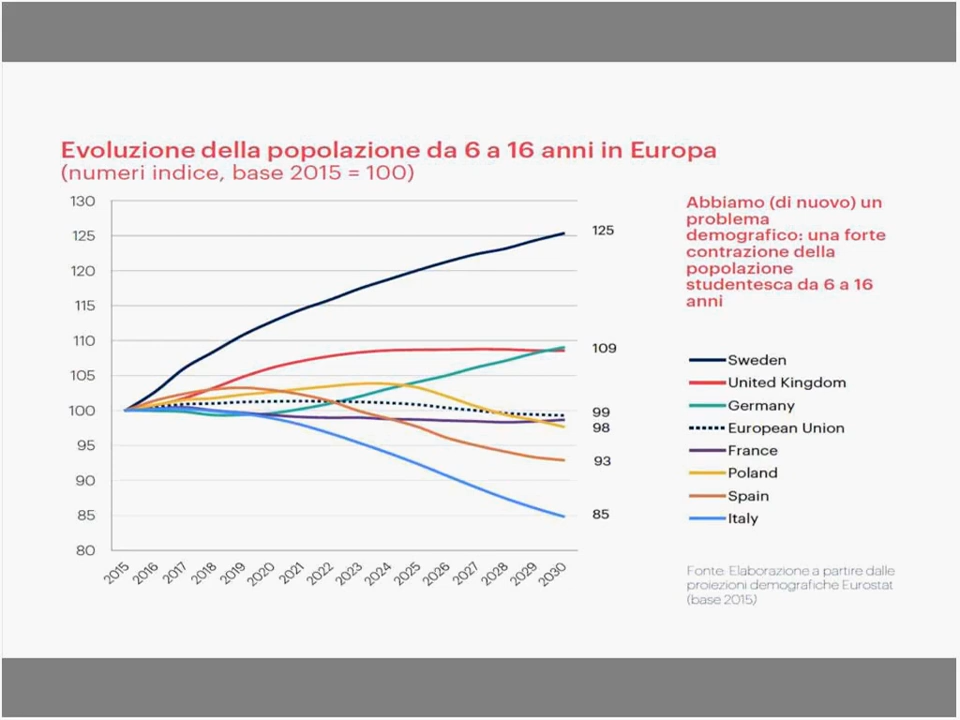 Evoluzione della popolazione da 6 a 16 anni in Europa
(numeri indice, base 2015 = 100)
130
125
120
115
110
105
100
95
90
85
80
2015
2016
2017
2018
2019
2020
2021
2022
2023
2024
2025
2026
2027
2028
2029
2030
125
109
99
98
93
85
Abbiamo (di nuovo) un
problema
demografico: una forte
contrazione della
popolazione
studentesca da 6 a 16
anni
Sweden
United Kingdom
Germany
European Union
France
Poland
Spain
Italy
Fonte: Elaborazione a partire dalle
proiezioni demografiche Eurostat
(base 2015)